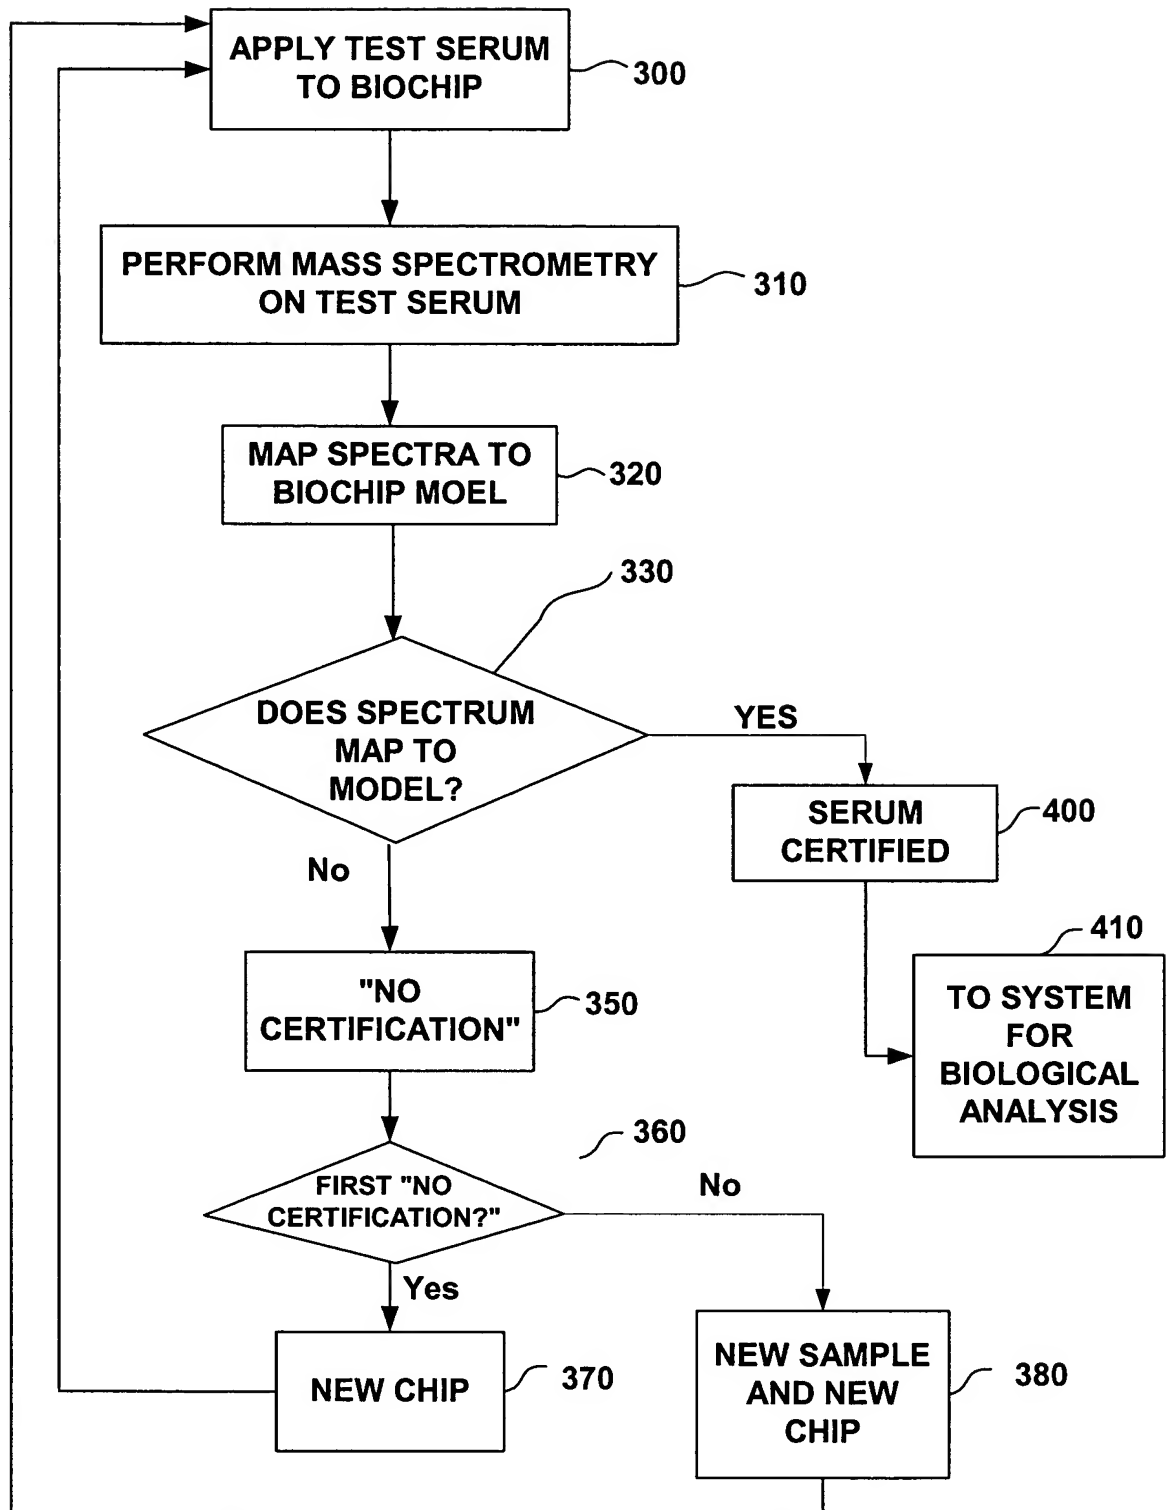 APPLY TEST SERUM
TO BIOCHIP
300
PERFORM MASS SPECTROMETRY
ON TEST SERUM
310
MAP SPECTRA TO
BIOCHIP MOEL
320
330
DOES SPECTRUM
MAP TO
MODEL?
YES
SERUM
CERTIFIED
400
No
410
TO SYSTEM
FOR
BIOLOGICAL
ANALYSIS
"NO
CERTIFICATION"
350
360
FIRST "NO
CERTIFICATION?"
No
Yes
NEW CHIP
370
NEW SAMPLE
AND NEW
CHIP
380